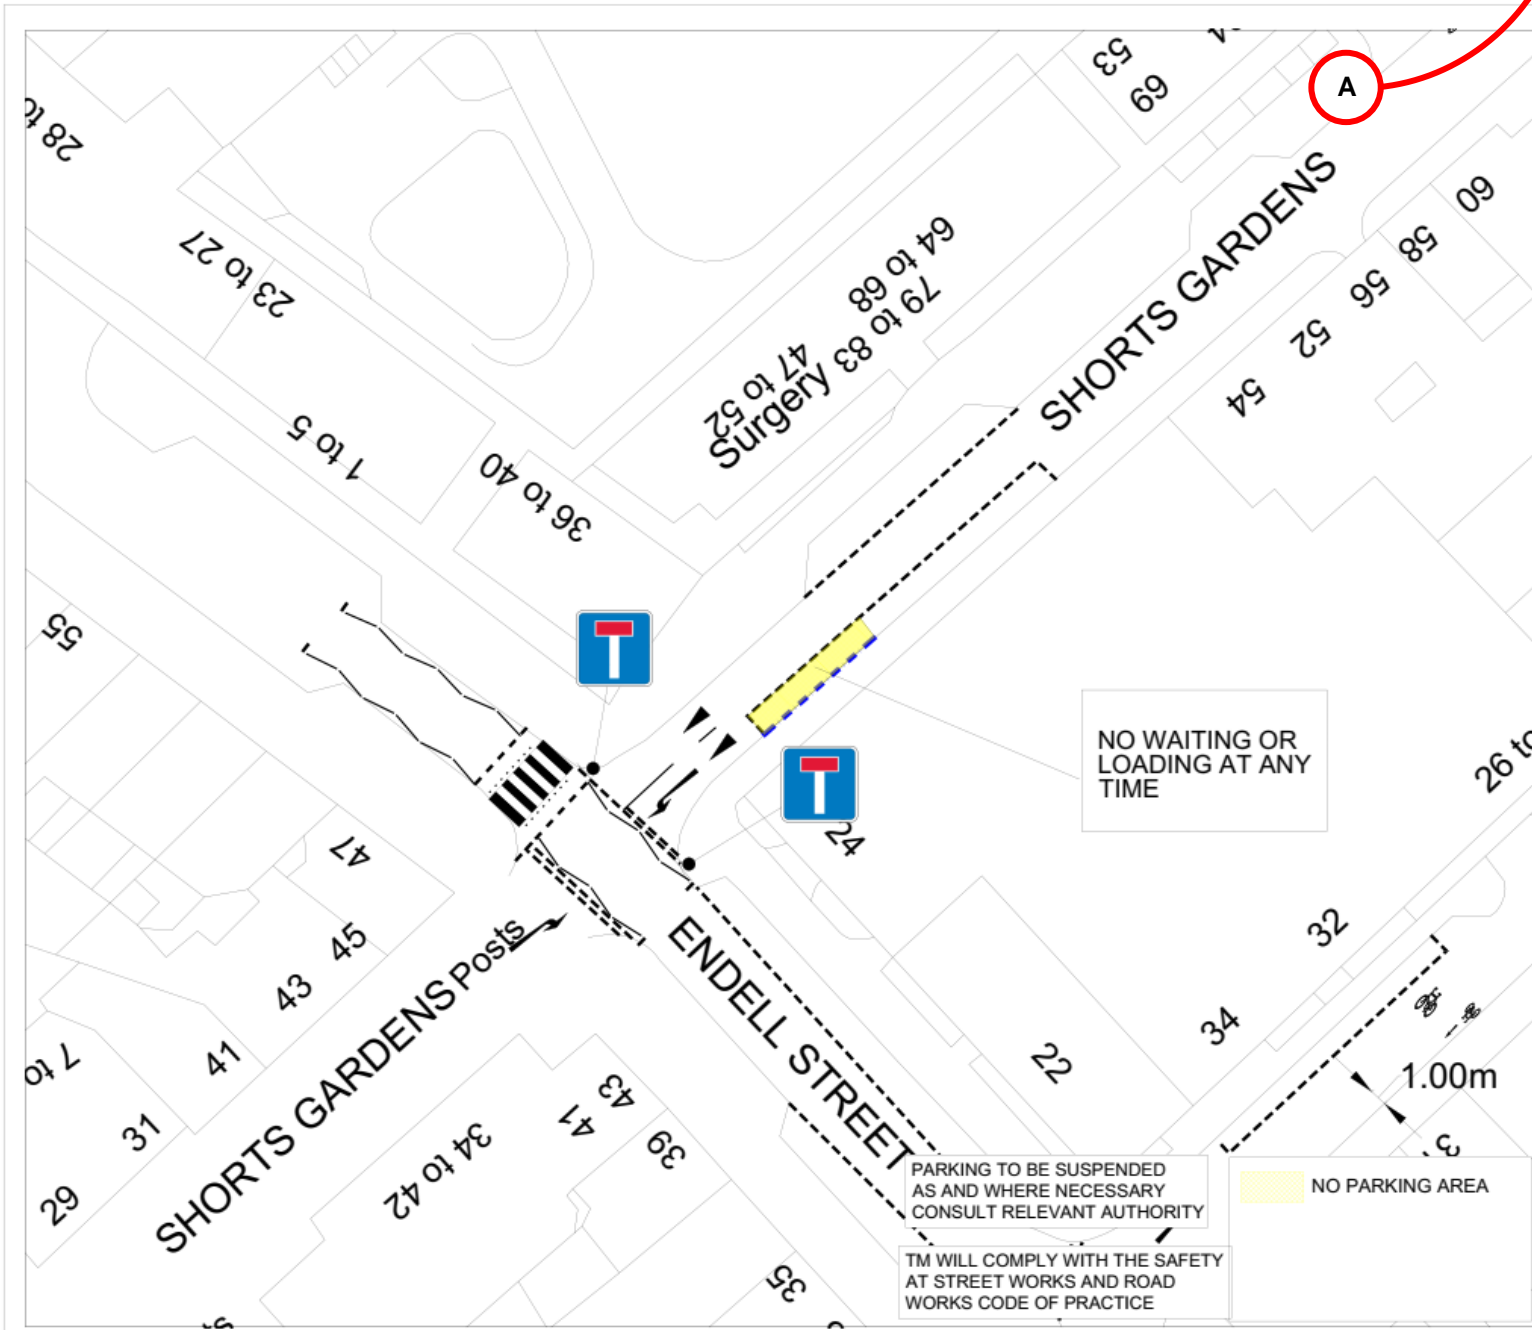 A
53
69
28 to
23 to 27
1 to 5
36 to 40
64 to 68
79 to 83
47 to 52
Surgery
SHORTS GARDENS
60
58
56
52
54
55
NO WAITING OR
LOADING AT ANY
TIME
24
26 to
47
45
43
41
31
29
7 to
SHORTS GARDENS
Posts
ENDELL STREET
32
34
22
1.00m
43
41
39
34 to 42
35
PARKING TO BE SUSPENDED
AS AND WHERE NECESSARY
CONSULT RELEVANT AUTHORITY
NO PARKING AREA
TM WILL COMPLY WITH THE SAFETY
AT STREET WORKS AND ROAD
WORKS CODE OF PRACTICE